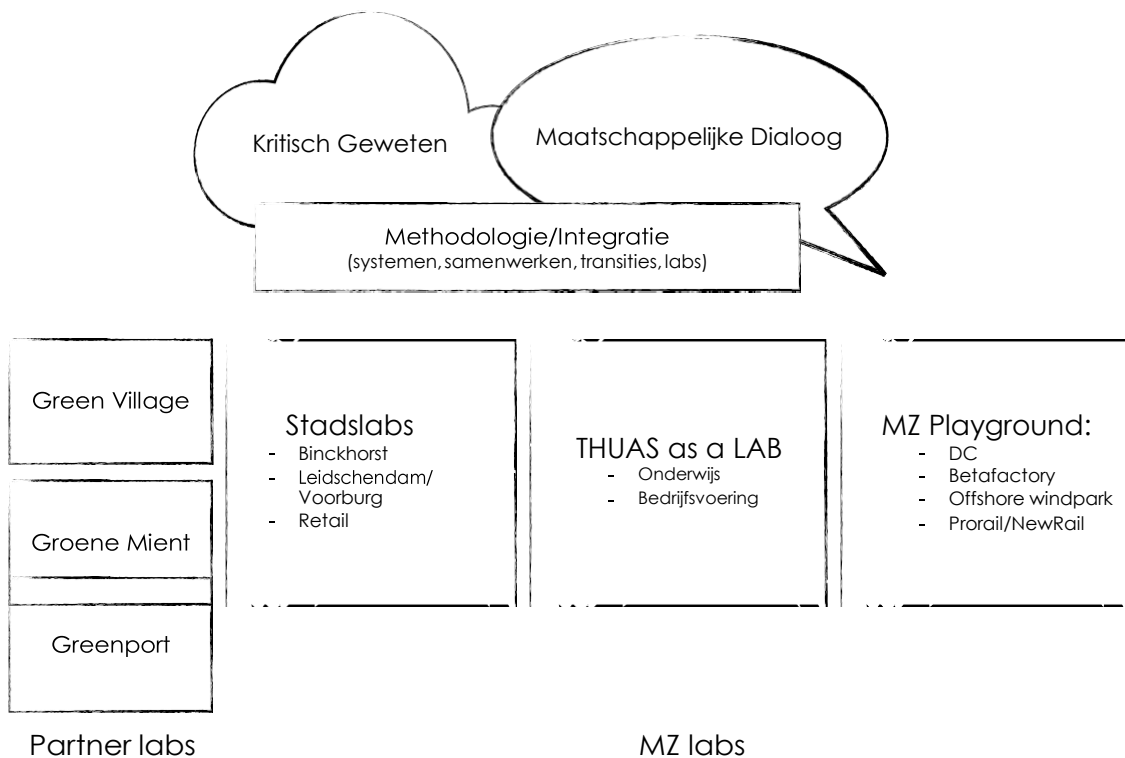 Kritisch Geweten
Maatschappelijke Dialoog
Methodologie/Integratie
(systemen, samenwerken, transities, labs)
Green Village
Groene Mient
Greenport
Stadslabs
- Binckhorst
- Leidschendam/
Voorburg
- Retail
THUAS as a LAB
- Onderwijs
- Bedrijfsvoering
MZ Playground:
- DC
- Betafactory
- Offshore windpark
- Prorail/NewRail
Partner labs
MZ labs